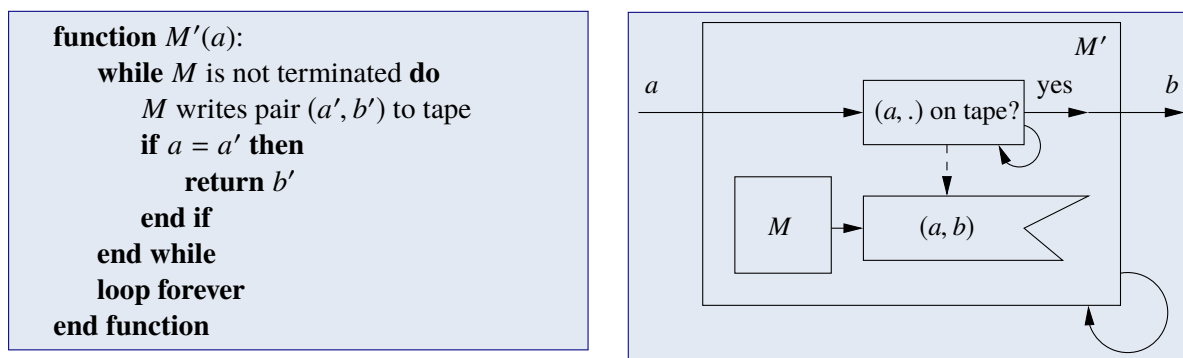 function M′(a):
while M is not terminated do
M writes pair (a′, b′) to tape
if a = a′ then
return b′
end if
end while
loop forever
end function
M′
a
(a, .) on tape?
yes
b
M
(a, b)